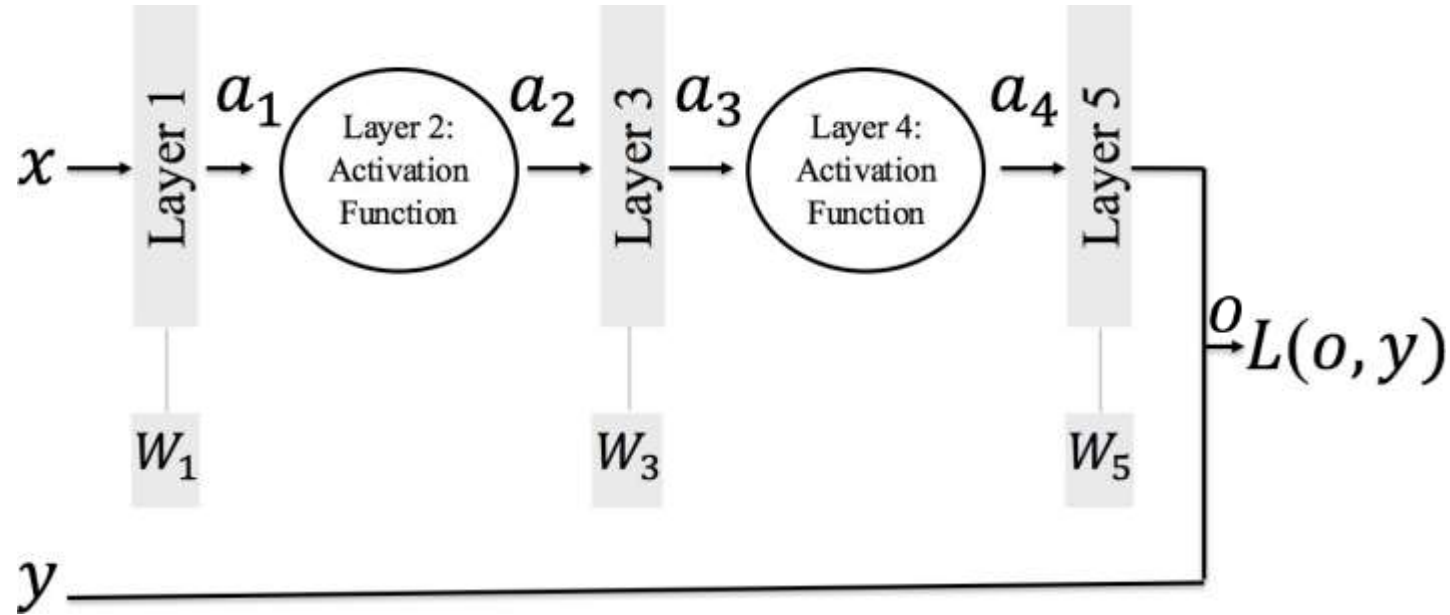 x
Layer 1
a₁
Layer 2:
Activation
Function
a₂
Layer 3
a₃
Layer 4:
Activation
Function
a₄
Layer 5
o
L(o, y)
W₁
W₃
W₅
y